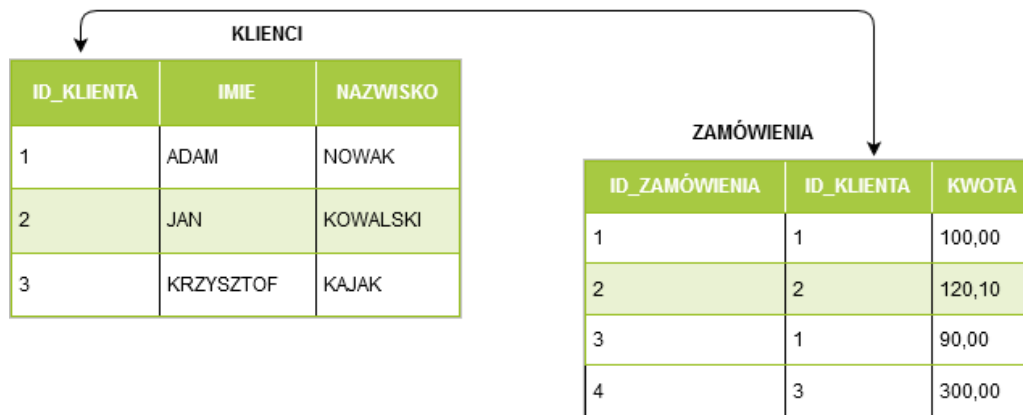 KLIENCI
ID_KLIENTA IMIE NAZWISKO
1 ADAM NOWAK
2 JAN KOWALSKI
3 KRZYSZTOF KAJAK
ZAMÓWIENIA
ID_ZAMÓWIENIA ID_KLIENTA KWOTA
1 1 100,00
2 2 120,10
3 1 90,00
4 3 300,00